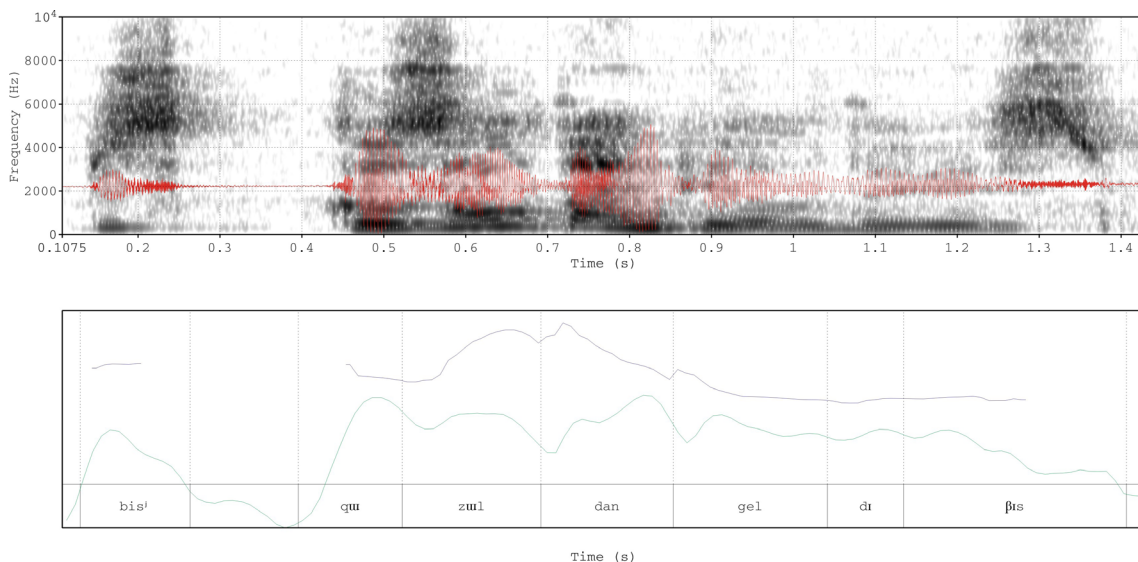 10⁴
8000
6000
4000
2000
0
Frequency (Hz)
0.1075 0.2 0.3 0.4 0.5 0.6 0.7 0.8 0.9 1 1.1 1.2 1.3 1.4
Time (s)
bisʲ qɯ zɯl dan gel dɪ βɪs
Time (s)